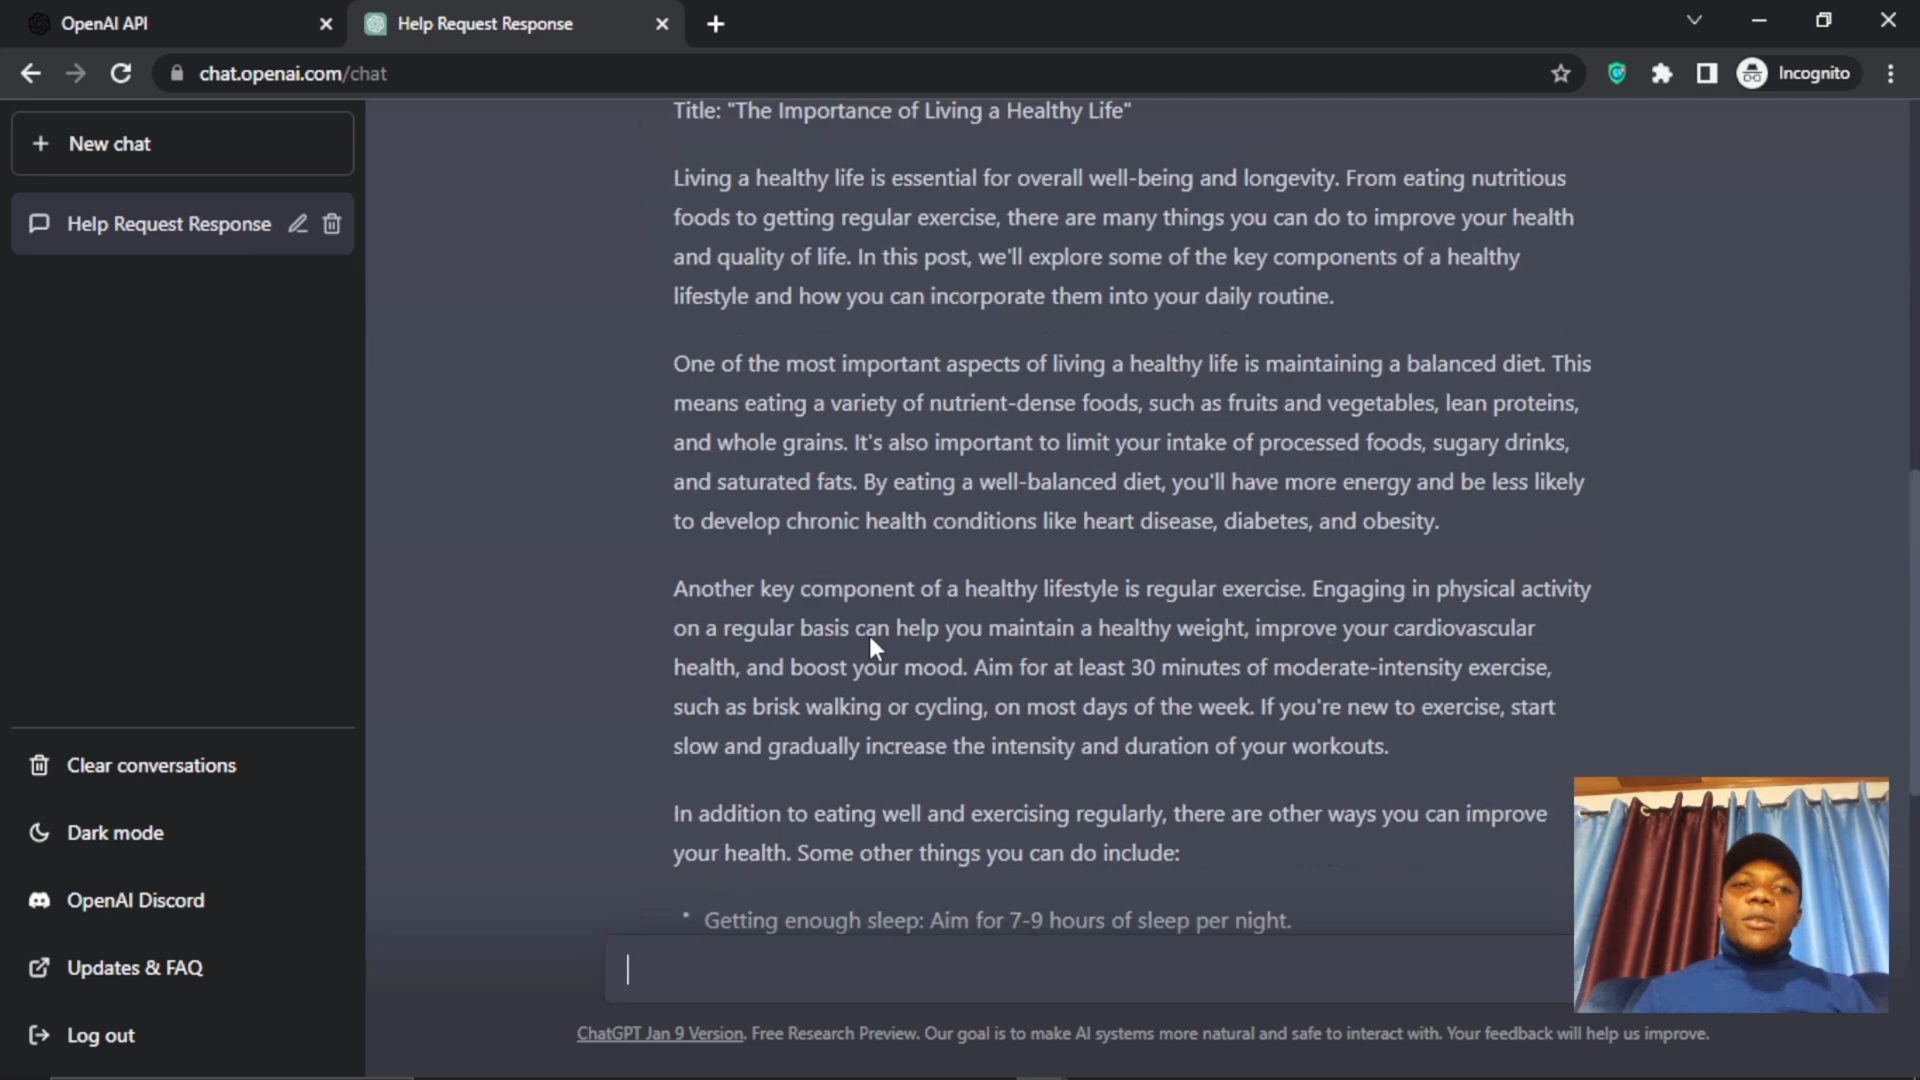 OpenAI API
Help Request Response
chat.openai.com/chat
Incognito
New chat
Help Request Response
Clear conversations
Dark mode
OpenAI Discord
Updates & FAQ
Log out
Title: "The Importance of Living a Healthy Life"
Living a healthy life is essential for overall well-being and longevity. From eating nutritious
foods to getting regular exercise, there are many things you can do to improve your health
and quality of life. In this post, we'll explore some of the key components of a healthy
lifestyle and how you can incorporate them into your daily routine.
One of the most important aspects of living a healthy life is maintaining a balanced diet. This
means eating a variety of nutrient-dense foods, such as fruits and vegetables, lean proteins,
and whole grains. It's also important to limit your intake of processed foods, sugary drinks,
and saturated fats. By eating a well-balanced diet, you'll have more energy and be less likely
to develop chronic health conditions like heart disease, diabetes, and obesity.
Another key component of a healthy lifestyle is regular exercise. Engaging in physical activity
on a regular basis can help you maintain a healthy weight, improve your cardiovascular
health, and boost your mood. Aim for at least 30 minutes of moderate-intensity exercise,
such as brisk walking or cycling, on most days of the week. If you're new to exercise, start
slow and gradually increase the intensity and duration of your workouts.
In addition to eating well and exercising regularly, there are other ways you can improve
your health. Some other things you can do include:
• Getting enough sleep: Aim for 7-9 hours of sleep per night.
ChatGPT Jan 9 Version. Free Research Preview. Our goal is to make AI systems more natural and safe to interact with. Your feedback will help us improve.